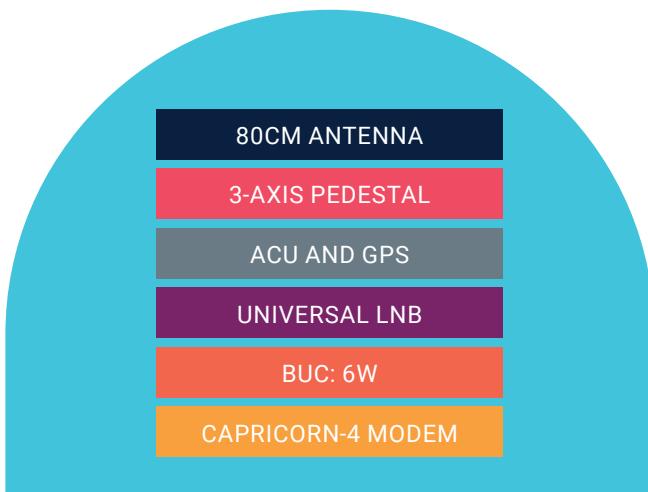 80CM ANTENNA
3-AXIS PEDESTAL
ACU AND GPS
UNIVERSAL LNB
BUC: 6W
CAPRICORN-4 MODEM